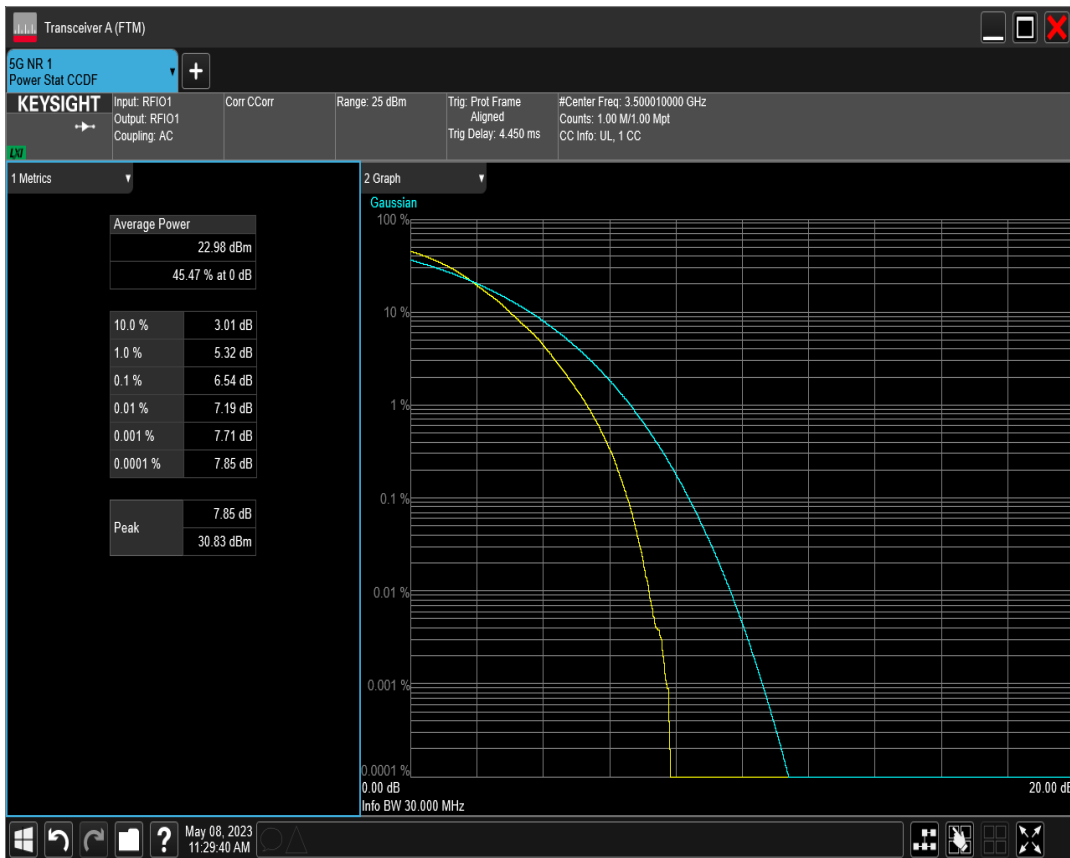 Transceiver A (FTM)
5G NR 1
Power Stat CCDF
KEYSIGHT
LXI
Input: RFIO1
Output: RFIO1
Coupling: AC
Corr CCorr
Range: 25 dBm
Trig: Prot Frame
Aligned
Trig Delay: 4.450 ms
#Center Freq: 3.500010000 GHz
Counts: 1.00 M/1.00 Mpt
CC Info: UL, 1 CC
1 Metrics
Average Power
22.98 dBm
45.47 % at 0 dB
10.0 % 3.01 dB
1.0 % 5.32 dB
0.1 % 6.54 dB
0.01 % 7.19 dB
0.001 % 7.71 dB
0.0001 % 7.85 dB
Peak 7.85 dB
30.83 dBm
2 Graph
Gaussian
100 %
10 %
1 %
0.1 %
0.01 %
0.001 %
0.0001 %
0.00 dB 20.00 dB
Info BW 30.000 MHz
?
May 08, 2023
11:29:40 AM